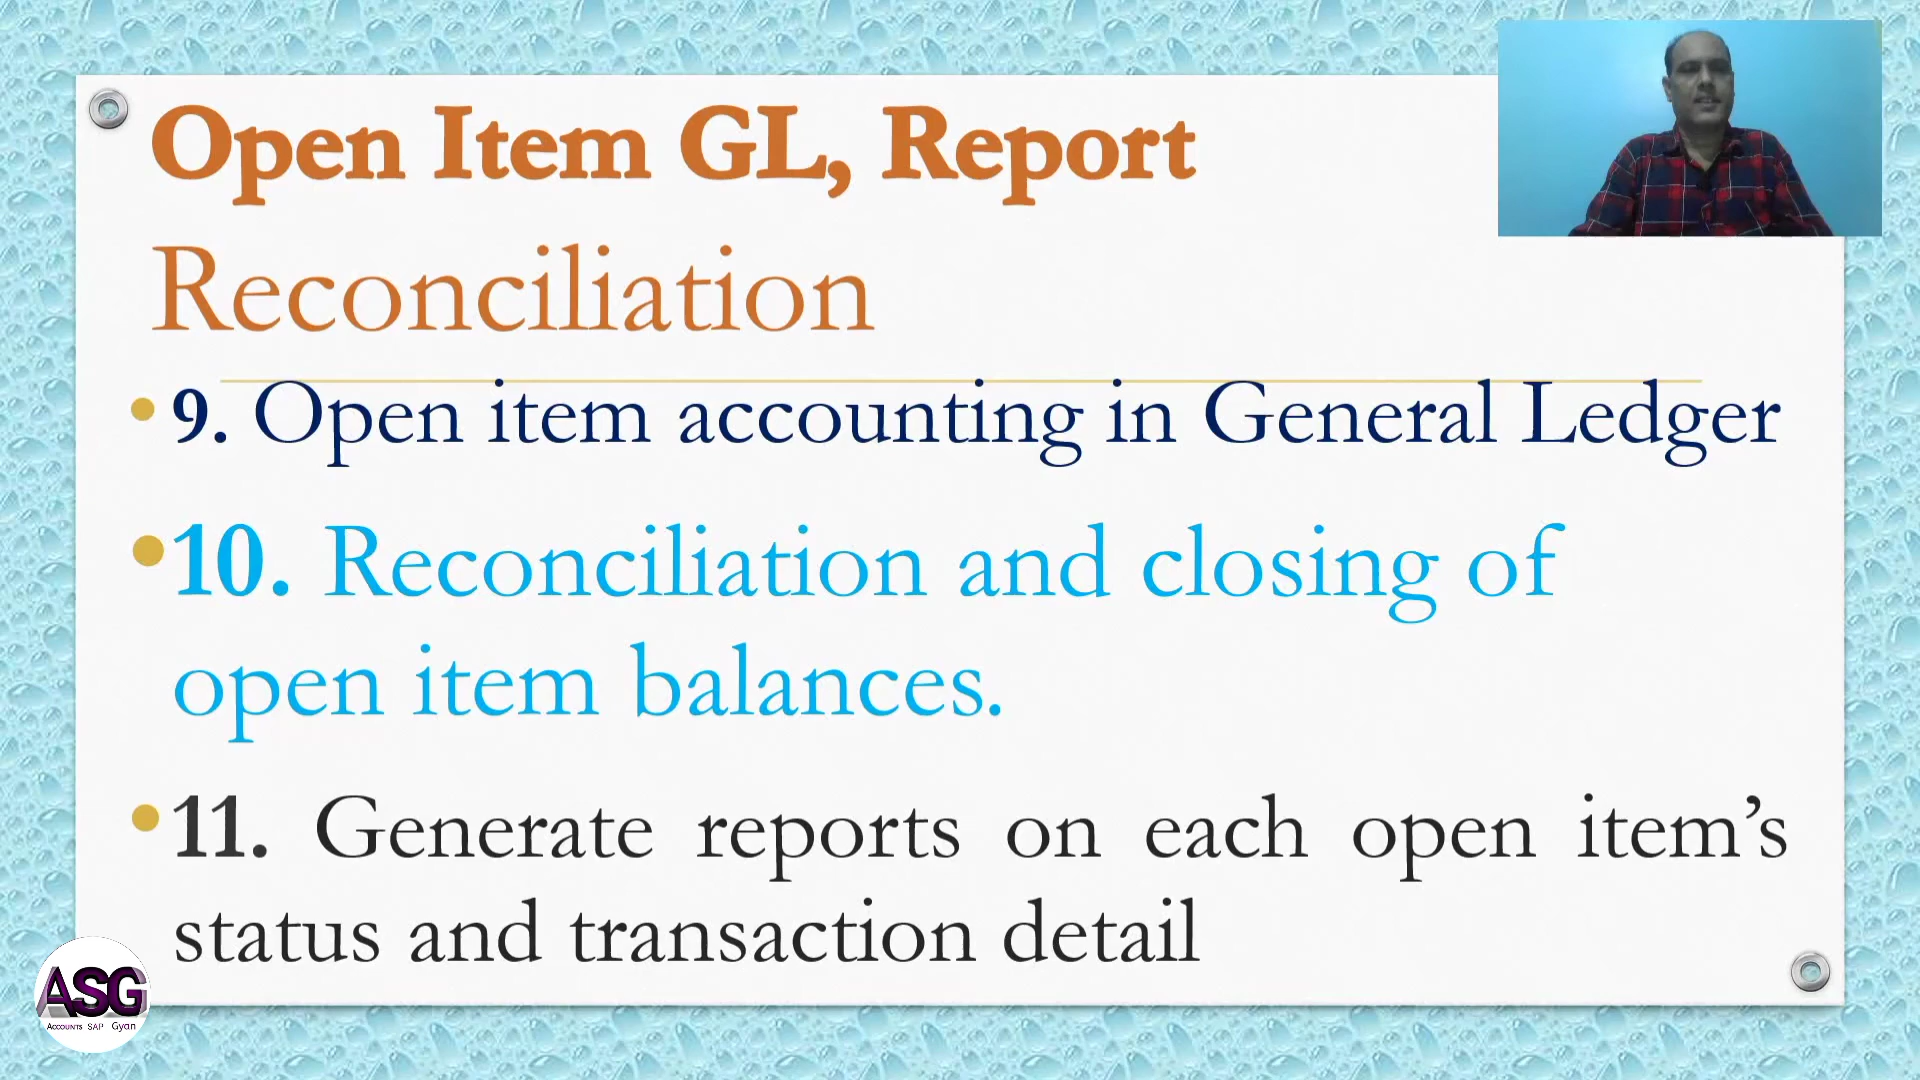 Open Item GL, Report
Reconciliation
• 9. Open item accounting in General Ledger
• 10. Reconciliation and closing of
open item balances.
• 11. Generate reports on each open item’s
status and transaction detail
ASG
Accounts SAP Gyan